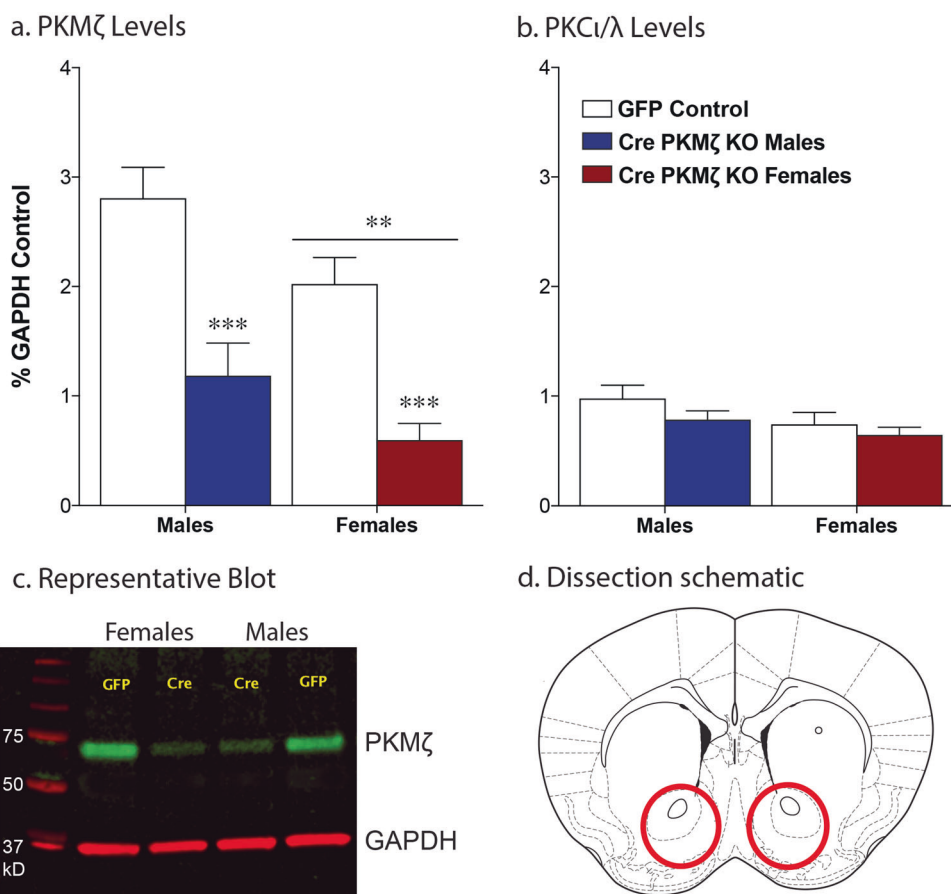 a. PKMζ Levels
% GAPDH Control
4
3
2
1
0
***
**
***
Males
Females
b. PKCι/λ Levels
4
3
2
1
0
GFP Control
Cre PKMζ KO Males
Cre PKMζ KO Females
Males
Females
c. Representative Blot
Females Males
GFP Cre Cre GFP
75
50
37
kD
PKMζ
GAPDH
d. Dissection schematic